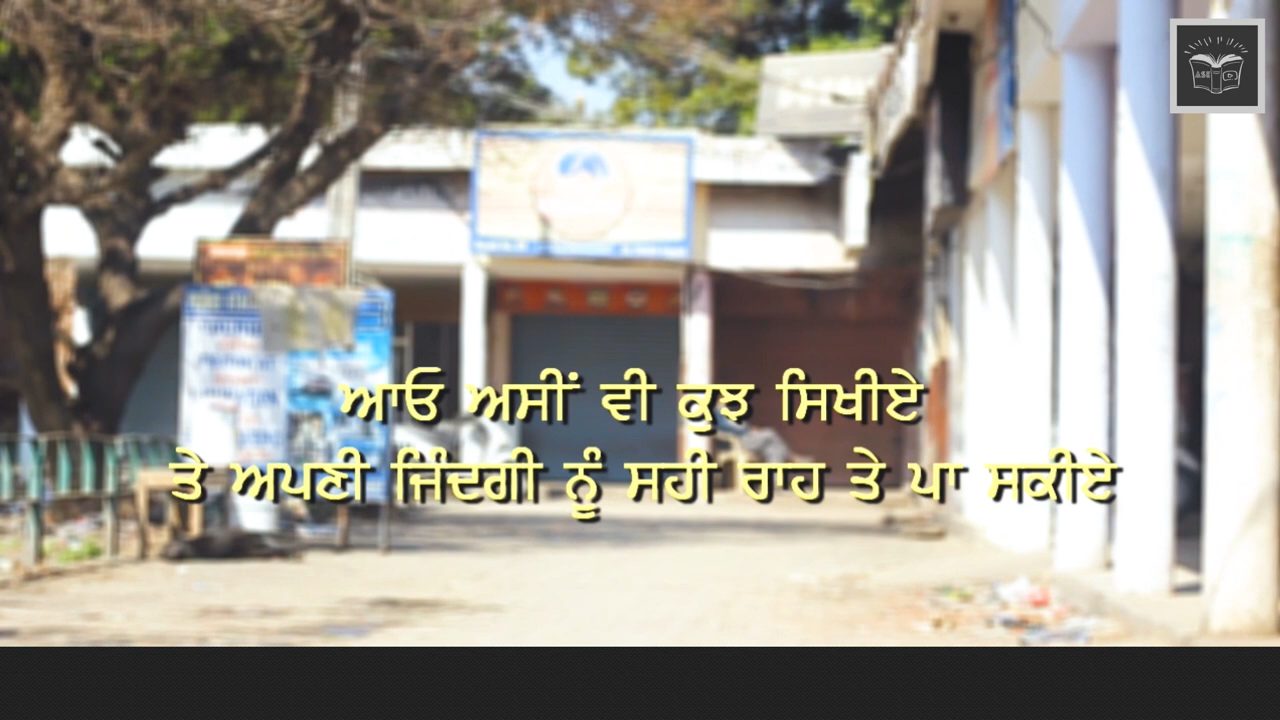 ਆਓ ਅਸੀਂ ਵੀ ਕੁਝ ਸਿਖੀਏ
ਤੇ ਅਪਣੀ ਜਿੰਦਗੀ ਨੂੰ ਸਹੀ ਰਾਹ ਤੇ ਪਾ ਸਕੀਏ